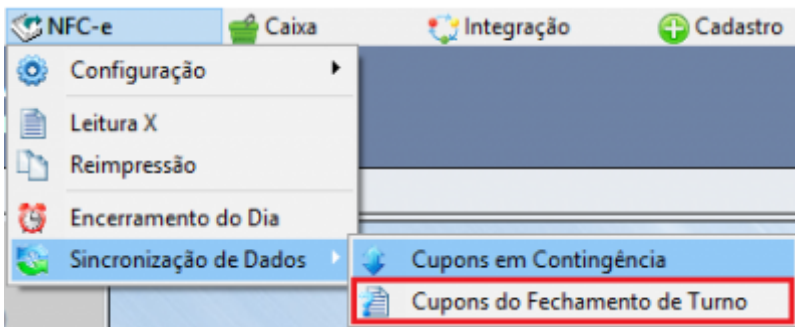 NFC-e Caixa Integração Cadastro
Configuração
Leitura X
Reimpressão
Encerramento do Dia
Sincronização de Dados
Cupons em Contingência
Cupons do Fechamento de Turno